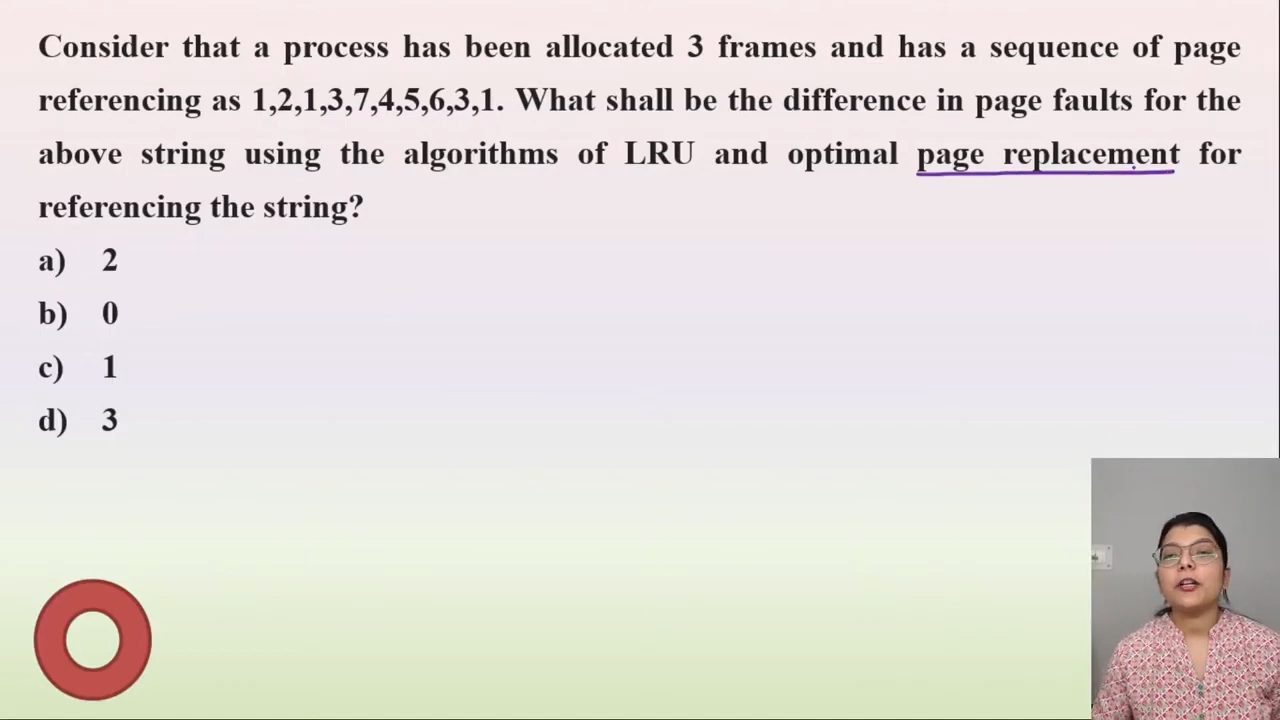 Consider that a process has been allocated 3 frames and has a sequence of page
referencing as 1,2,1,3,7,4,5,6,3,1. What shall be the difference in page faults for the
above string using the algorithms of LRU and optimal page replacement for
referencing the string?
a) 2
b) 0
c) 1
d) 3